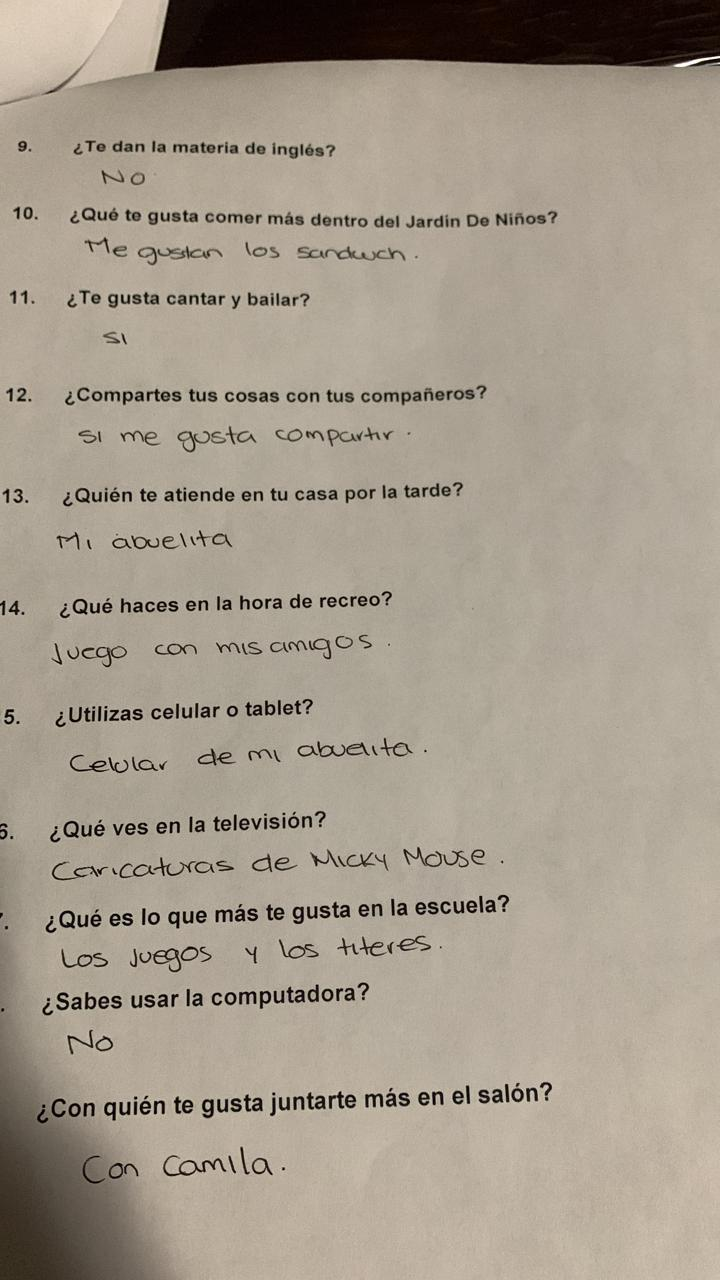 9. ¿Te dan la materia de inglés?
No
10. ¿Qué te gusta comer más dentro del Jardín De Niños?
Me gustan los sandwch.
11. ¿Te gusta cantar y bailar?
SI
12. ¿Compartes tus cosas con tus compañeros?
SI me gusta compartir.
13. ¿Quién te atiende en tu casa por la tarde?
Mi abuelita
14. ¿Qué haces en la hora de recreo?
Juego con mis amigos.
5. ¿Utilizas celular o tablet?
Celular de mi abuelita.
6. ¿Qué ves en la televisión?
Caricaturas de Micky Mouse.
. ¿Qué es lo que más te gusta en la escuela?
Los juegos y los titeres.
. ¿Sabes usar la computadora?
No
¿Con quién te gusta juntarte más en el salón?
Con Camila.